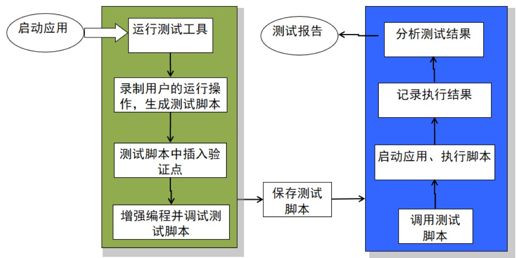 启动应用
运行测试工具
录制用户的运行操
作，生成测试脚本
测试脚本中插入验
证点
增强编程并调试测
试脚本
保存测试
脚本
调用测试
脚本
启动应用、执行脚本
记录执行结果
分析测试结果
测试报告